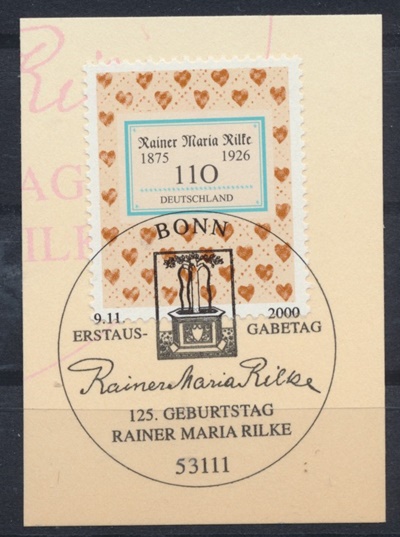 Rainer Maria Rilke
1875 1926
110
DEUTSCHLAND
BONN
9.11. 2000
ERSTAUS- GABETAG
Rainer Maria Rilke
125. GEBURTSTAG
RAINER MARIA RILKE
53111